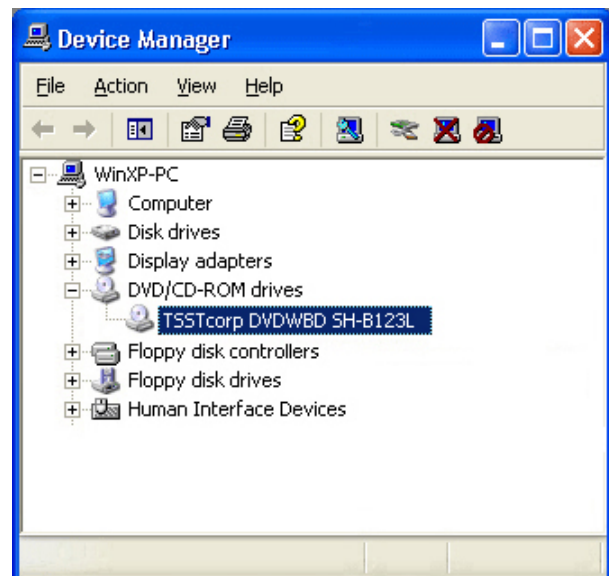 Device Manager
File Action View Help
WinXP-PC
Computer
Disk drives
Display adapters
DVD/CD-ROM drives
TSSTcorp DVDWBD SH-B123L
Floppy disk controllers
Floppy disk drives
Human Interface Devices